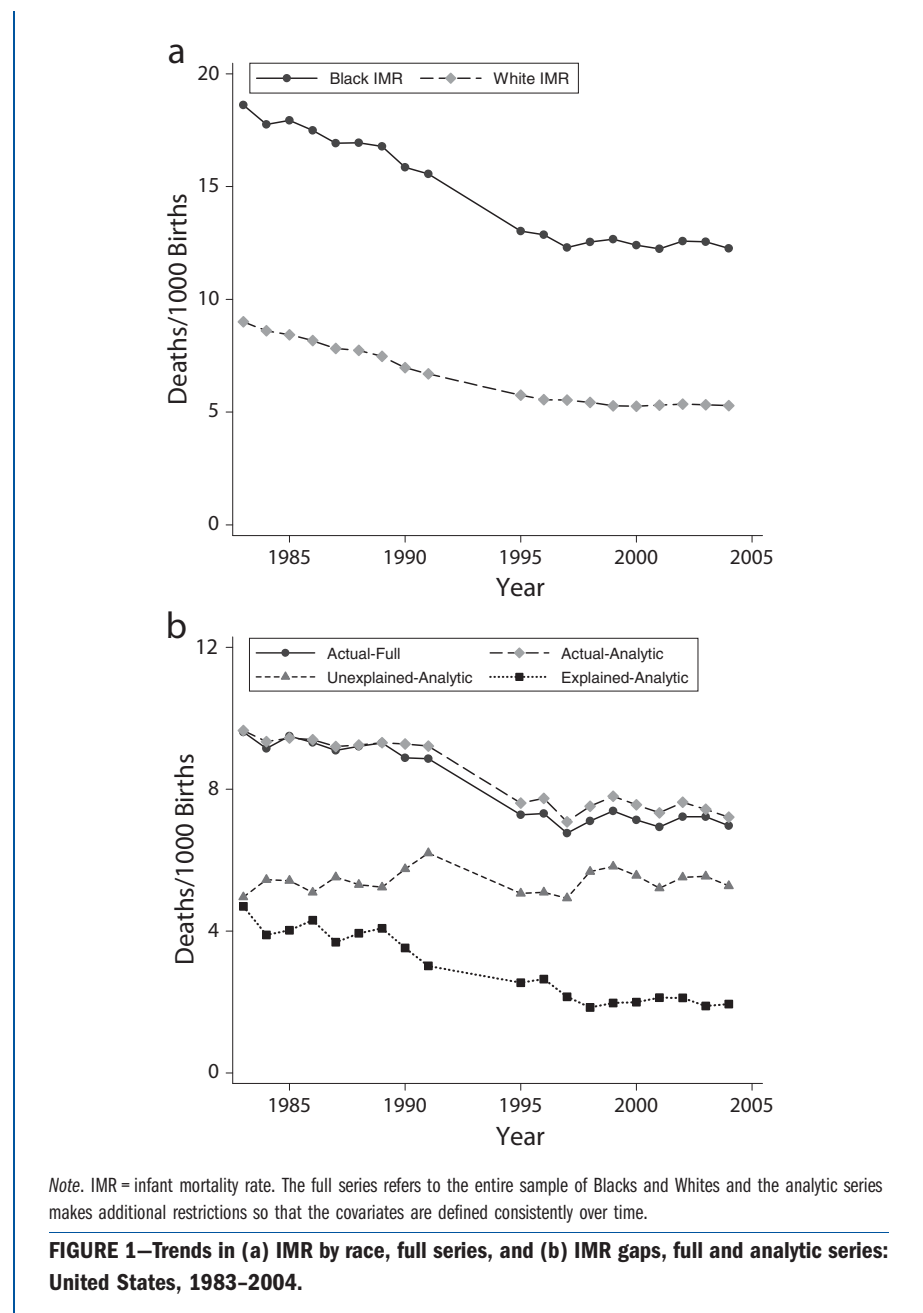 a
Black IMR
White IMR
20
15
10
5
0
Deaths/1000 Births
1985
1990
1995
2000
2005
Year
b
Actual-Full
Actual-Analytic
Unexplained-Analytic
Explained-Analytic
12
8
4
0
Deaths/1000 Births
1985
1990
1995
2000
2005
Year
Note. IMR = infant mortality rate. The full series refers to the entire sample of Blacks and Whites and the analytic series
makes additional restrictions so that the covariates are defined consistently over time.
FIGURE 1—Trends in (a) IMR by race, full series, and (b) IMR gaps, full and analytic series:
United States, 1983–2004.